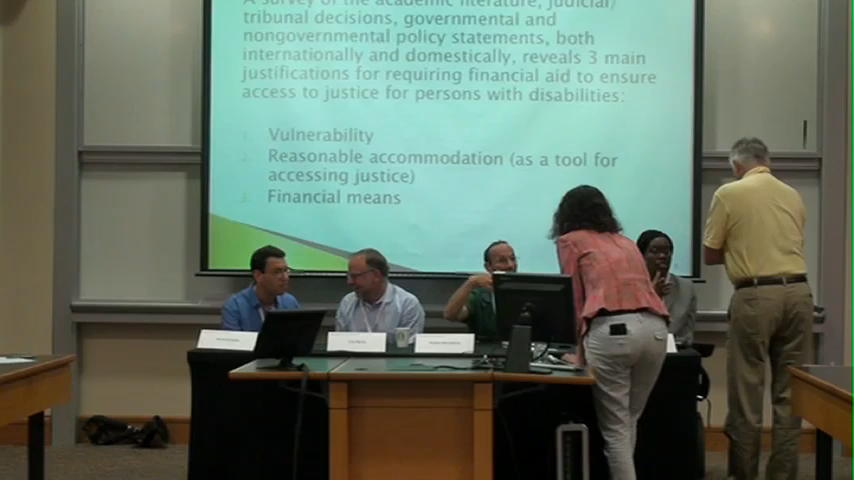 A survey of the academic literature, judicial/
tribunal decisions, governmental and
nongovernmental policy statements, both
internationally and domestically, reveals 3 main
justifications for requiring financial aid to ensure
access to justice for persons with disabilities:
1. Vulnerability
2. Reasonable accommodation (as a tool for
accessing justice)
3. Financial means